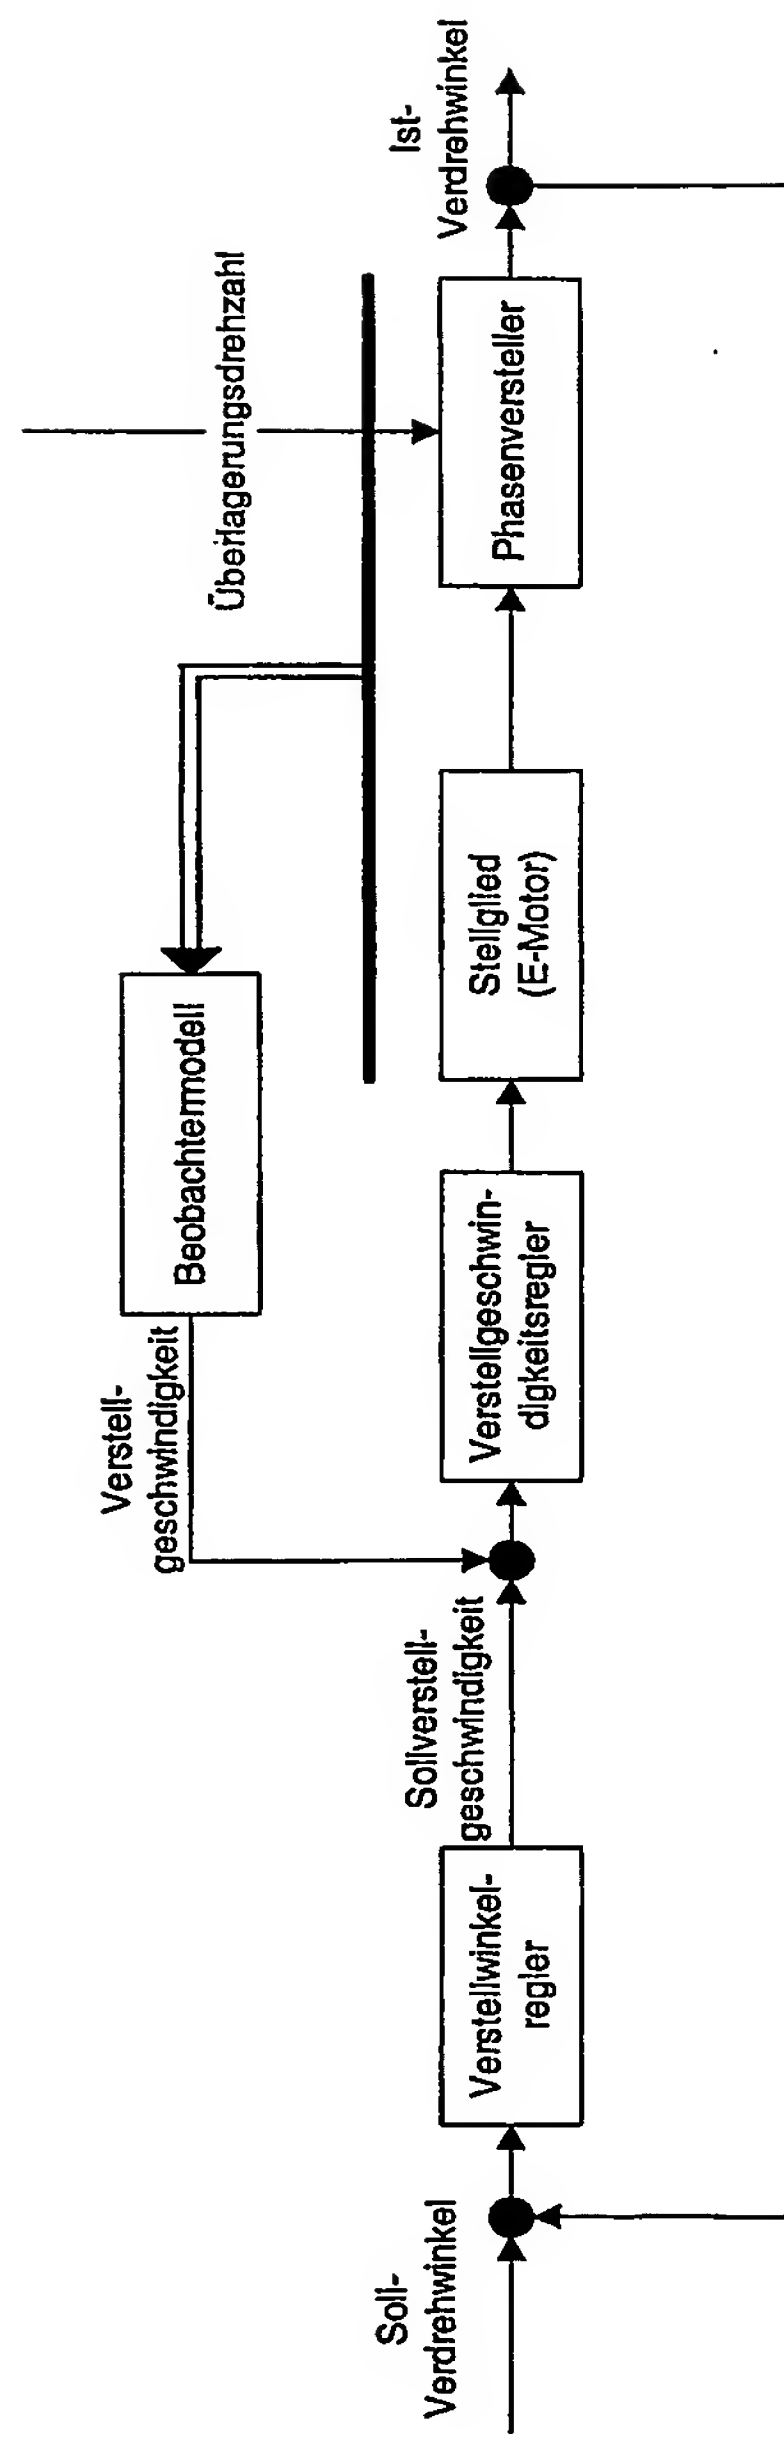 Soll-
Verdrehwinkel
Verstellwinkel-
regler
Sollverstell-
geschwindigkeit
Verstell-
geschwindigkeit
Verstellgeschwin-
digkeitsregler
Beobachtermodell
Stellglied
(E-Motor)
Überlagerungsdrehzahl
Phasenversteller
Ist-
Verdrehwinkel